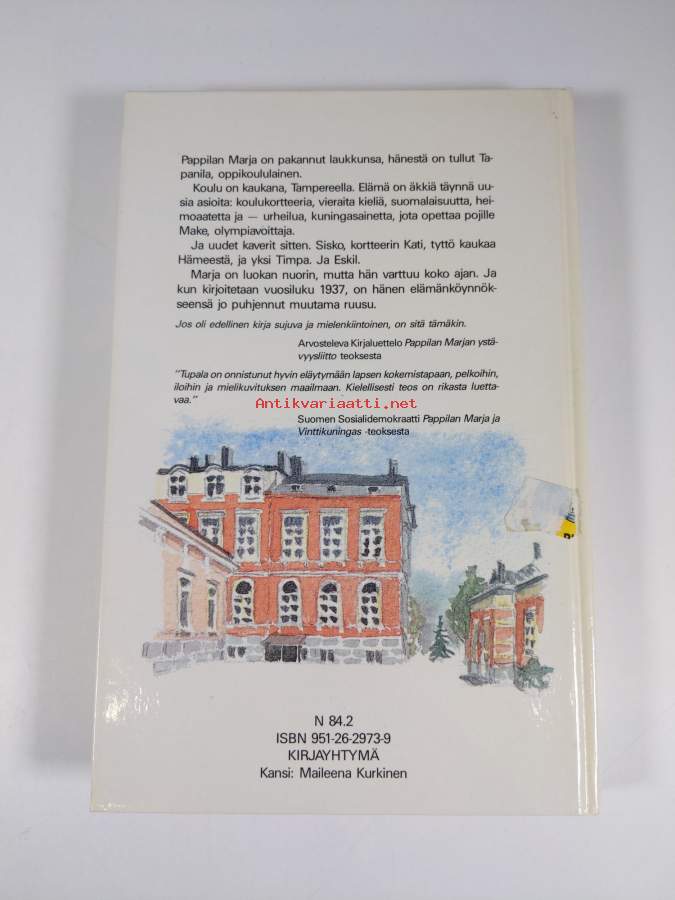 Pappilan Marja on pakannut laukkunsa, hänestä on tullut Ta-
panila, oppikoululainen.
Koulu on kaukana, Tampereella. Elämä on äkkiä täynnä uu-
sia asioita: koulukortteeria, vieraita kieliä, suomalaisuutta, hei-
moaatetta ja — urheilua, kuningasainetta, jota opettaa pojille
Make, olympiavoittaja.
Ja uudet kaverit sitten. Sisko, kortteerin Kati, tyttö kaukaa
Hämeestä, ja yksi Timpa. Ja Eskil.
Marja on luokan nuorin, mutta hän varttuu koko ajan. Ja
kun kirjoitetaan vuosiluku 1937, on hänen elämänköynnök-
seensä jo puhjennut muutama ruusu.
Jos oli edellinen kirja sujuva ja mielenkiintoinen, on sitä tämäkin.
Arvosteleva Kirjaluettelo Pappilan Marjan ystä-
vyysliitto teoksesta
"Tupala on onnistunut hyvin eläytymään lapsen kokemistapaan, pelkoihin,
iloihin ja mielikuvituksen maailmaan. Kielellisesti teos on rikasta luetta-
vaa."
Antikvariaatti.net
Suomen Sosialidemokraatti Pappilan Marja ja
Vinttikuningas -teoksesta
N 84.2
ISBN 951-26-2973-9
KIRJAYHTYMÄ
Kansi: Maileena Kurkinen